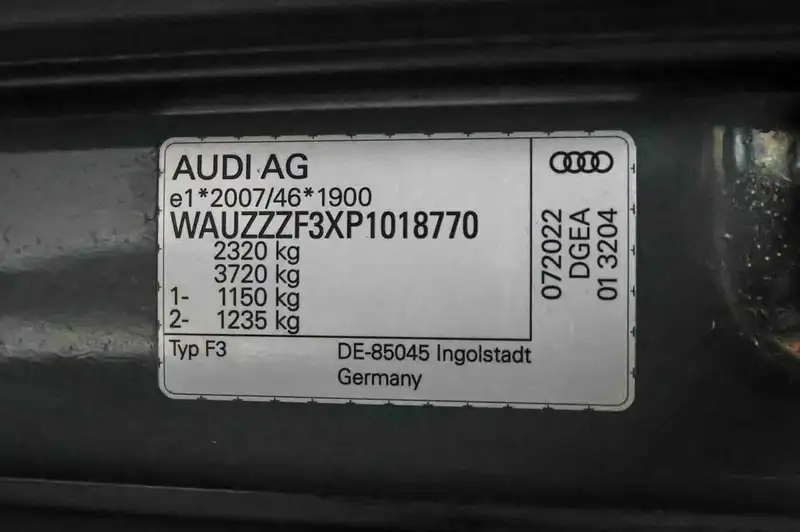 AUDI AG
e1*2007/46*1900
WAUZZZF3XP1018770
2320 kg
3720 kg
1- 1150 kg
2- 1235 kg
Typ F3
DE-85045 Ingolstadt
Germany
072022
DGEA
01 3204